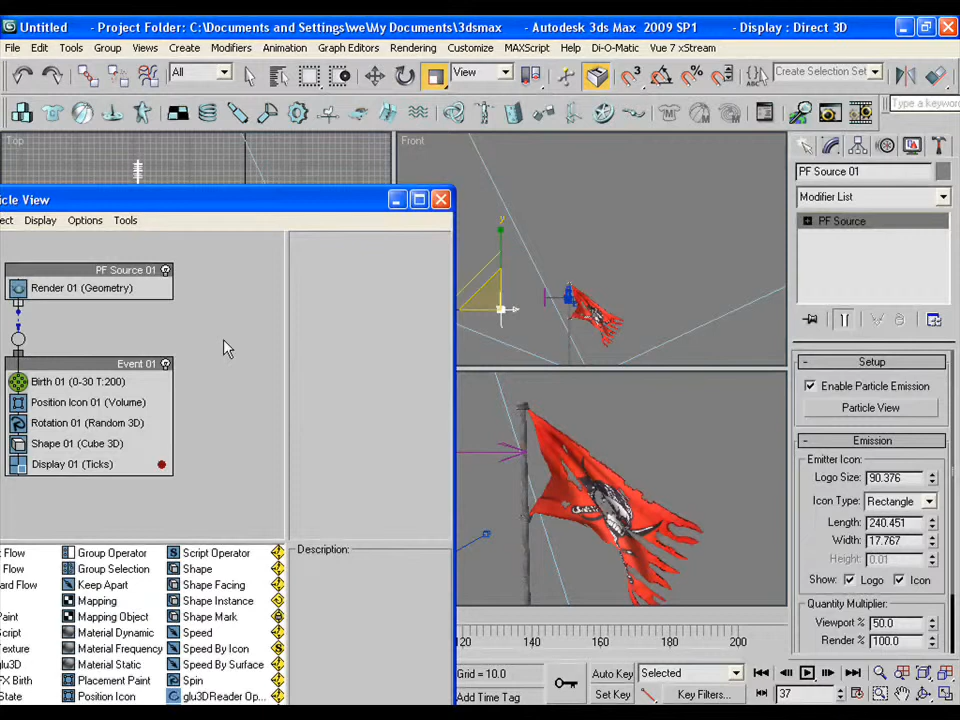 Untitled - Project Folder: C:\Documents and Settings\we\My Documents\3dsmax - Autodesk 3ds Max 2009 SP1 - Display : Direct 3D
File Edit Tools Group Views Create Modifiers Animation Graph Editors Rendering Customize MAXScript Help Di-O-Matic Vue 7 xStream
All View ABC Create Selection Set
Type a keyword
Top Front
y
PF Source 01
Modifier List
PF Source
cle View
ect Display Options Tools
PF Source 01
Render 01 (Geometry)
Event 01
Birth 01 (0-30 T:200)
Position Icon 01 (Volume)
Rotation 01 (Random 3D)
Shape 01 (Cube 3D)
Display 01 (Ticks)
Setup
Enable Particle Emission
Particle View
Emission
Emitter Icon:
Logo Size: 90.376
Icon Type: Rectangle
Length: 240.451
Width: 17.767
Height: 0.01
Show: Logo Icon
Quantity Multiplier:
Viewport % 50.0
Render % 100.0
Description:
Flow Group Operator Script Operator
Flow Group Selection Shape
ard Flow Keep Apart Shape Facing
Mapping Shape Instance
aint Mapping Object Shape Mark
cript Material Dynamic Speed
exture Material Frequency Speed By Icon
glu3D Material Static Speed By Surface
FX Birth Placement Paint Spin
State Position Icon glu3DReader Op...
120 140 160 180 200
Grid = 10.0
Add Time Tag
Auto Key Selected
Set Key Key Filters...
37